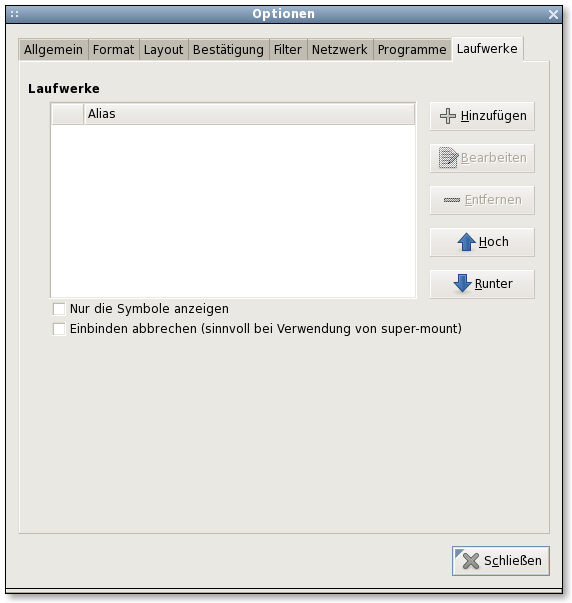 Optionen
Allgemein Format Layout Bestätigung Filter Netzwerk Programme Laufwerke
Laufwerke
Alias
Hinzufügen
Bearbeiten
Entfernen
Hoch
Runter
Nur die Symbole anzeigen
Einbinden abbrechen (sinnvoll bei Verwendung von super-mount)
Schließen